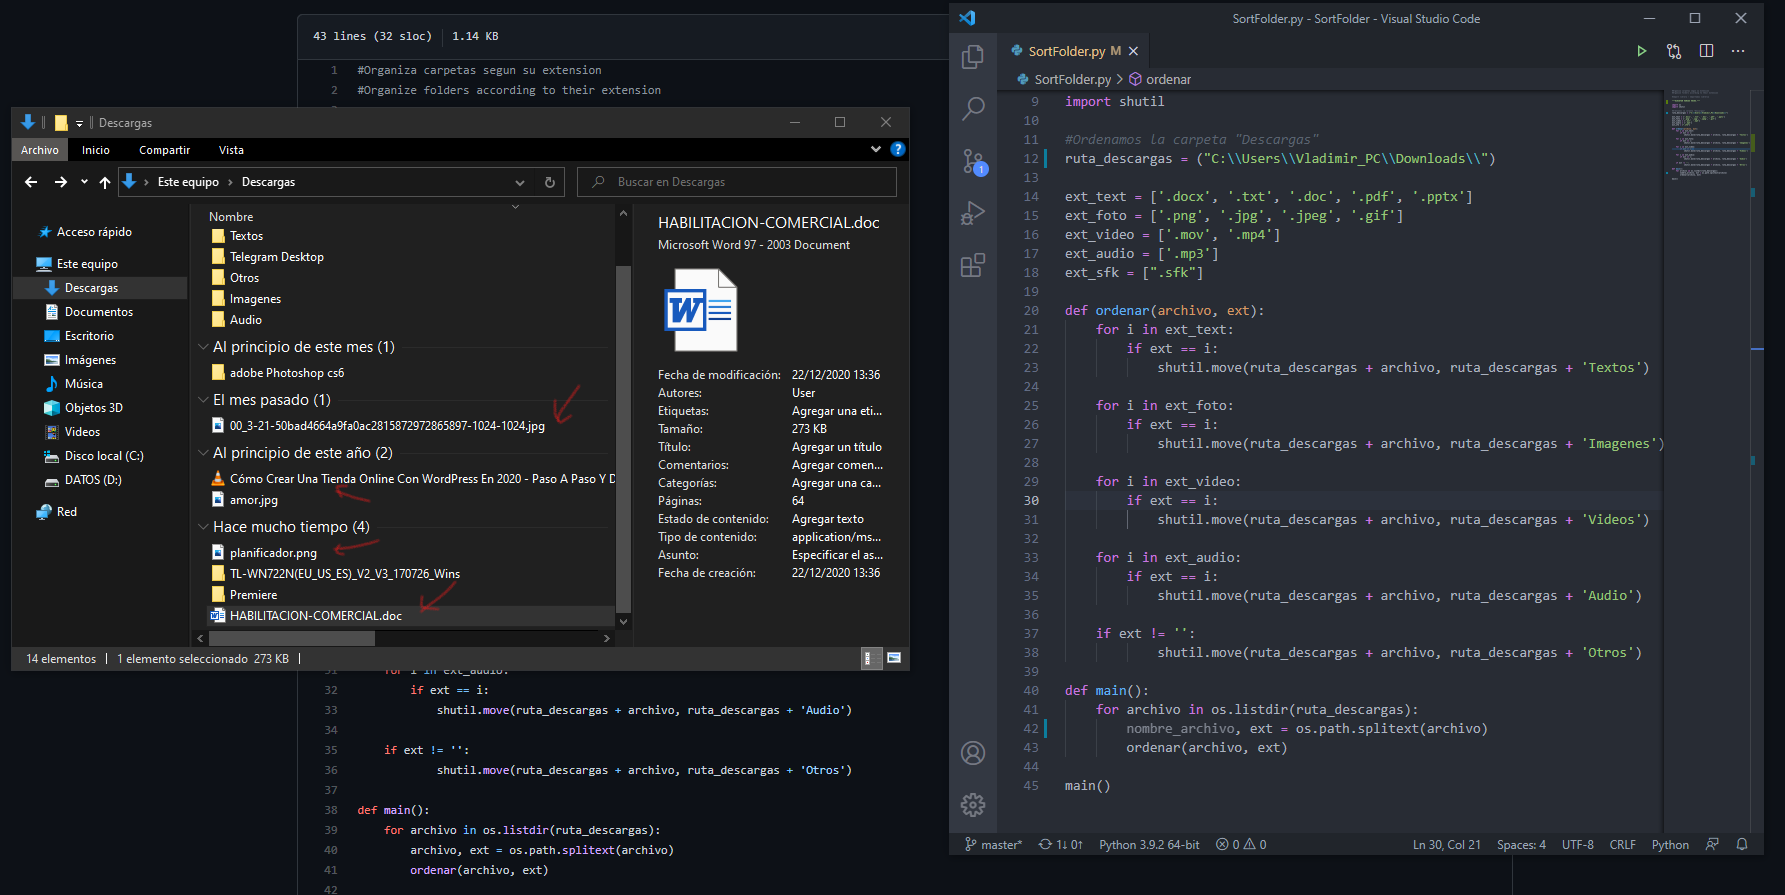 43 lines (32 sloc) 1.14 KB
1 #Organiza carpetas segun su extension
2 #Organize folders according to their extension
Descargas
Archivo Inicio Compartir Vista
Este equipo > Descargas
Buscar en Descargas
Acceso rápido
Este equipo
Descargas
Documentos
Escritorio
Imágenes
Música
Objetos 3D
Videos
Disco local (C:)
DATOS (D:)
Red
Nombre
Textos
Telegram Desktop
Otros
Imagenes
Audio
Al principio de este mes (1)
adobe Photoshop cs6
El mes pasado (1)
00_3-21-50bad4664a9fa0ac2815872972865897-1024-1024.jpg
Al principio de este año (2)
Cómo Crear Una Tienda Online Con WordPress En 2020 - Paso A Paso Y D
amor.jpg
Hace mucho tiempo (4)
planificador.png
TL-WN722N(EU_US_ES)_V2_V3_170726_Wins
Premiere
HABILITACION-COMERCIAL.doc
HABILITACION-COMERCIAL.doc
Microsoft Word 97 - 2003 Document
Fecha de modificación: 22/12/2020 13:36
Autores: User
Etiquetas: Agregar una eti...
Tamaño: 273 KB
Título: Agregar un título
Comentarios: Agregar comen...
Categorías: Agregar una ca...
Páginas: 64
Estado de contenido: Agregar texto
Tipo de contenido: application/ms...
Asunto: Especificar el as...
Fecha de creación: 22/12/2020 13:36
14 elementos | 1 elemento seleccionado 273 KB |
31 for i in ext_audio:
32 if ext == i:
33 shutil.move(ruta_descargas + archivo, ruta_descargas + 'Audio')
34
35 if ext != '':
36 shutil.move(ruta_descargas + archivo, ruta_descargas + 'Otros')
37
38 def main():
39 for archivo in os.listdir(ruta_descargas):
40 archivo, ext = os.path.splitext(archivo)
41 ordenar(archivo, ext)
42
SortFolder.py - SortFolder - Visual Studio Code
SortFolder.py M
SortFolder.py > ordenar
1
9 import shutil
10
11 #Ordenamos la carpeta "Descargas"
12 ruta_descargas = ("C:\\Users\\Vladimir_PC\\Downloads\\")
13
14 ext_text = ['.docx', '.txt', '.doc', '.pdf', '.pptx']
15 ext_foto = ['.png', '.jpg', '.jpeg', '.gif']
16 ext_video = ['.mov', '.mp4']
17 ext_audio = ['.mp3']
18 ext_sfk = [".sfk"]
19
20 def ordenar(archivo, ext):
21 for i in ext_text:
22 if ext == i:
23 shutil.move(ruta_descargas + archivo, ruta_descargas + 'Textos')
24
25 for i in ext_foto:
26 if ext == i:
27 shutil.move(ruta_descargas + archivo, ruta_descargas + 'Imagenes')
28
29 for i in ext_video:
30 if ext == i:
31 shutil.move(ruta_descargas + archivo, ruta_descargas + 'Videos')
32
33 for i in ext_audio:
34 if ext == i:
35 shutil.move(ruta_descargas + archivo, ruta_descargas + 'Audio')
36
37 if ext != '':
38 shutil.move(ruta_descargas + archivo, ruta_descargas + 'Otros')
39
40 def main():
41 for archivo in os.listdir(ruta_descargas):
42 nombre_archivo, ext = os.path.splitext(archivo)
43 ordenar(archivo, ext)
44
45 main()
master* 1↓ 0↑ Python 3.9.2 64-bit 0 0 Ln 30, Col 21 Spaces: 4 UTF-8 CRLF Python